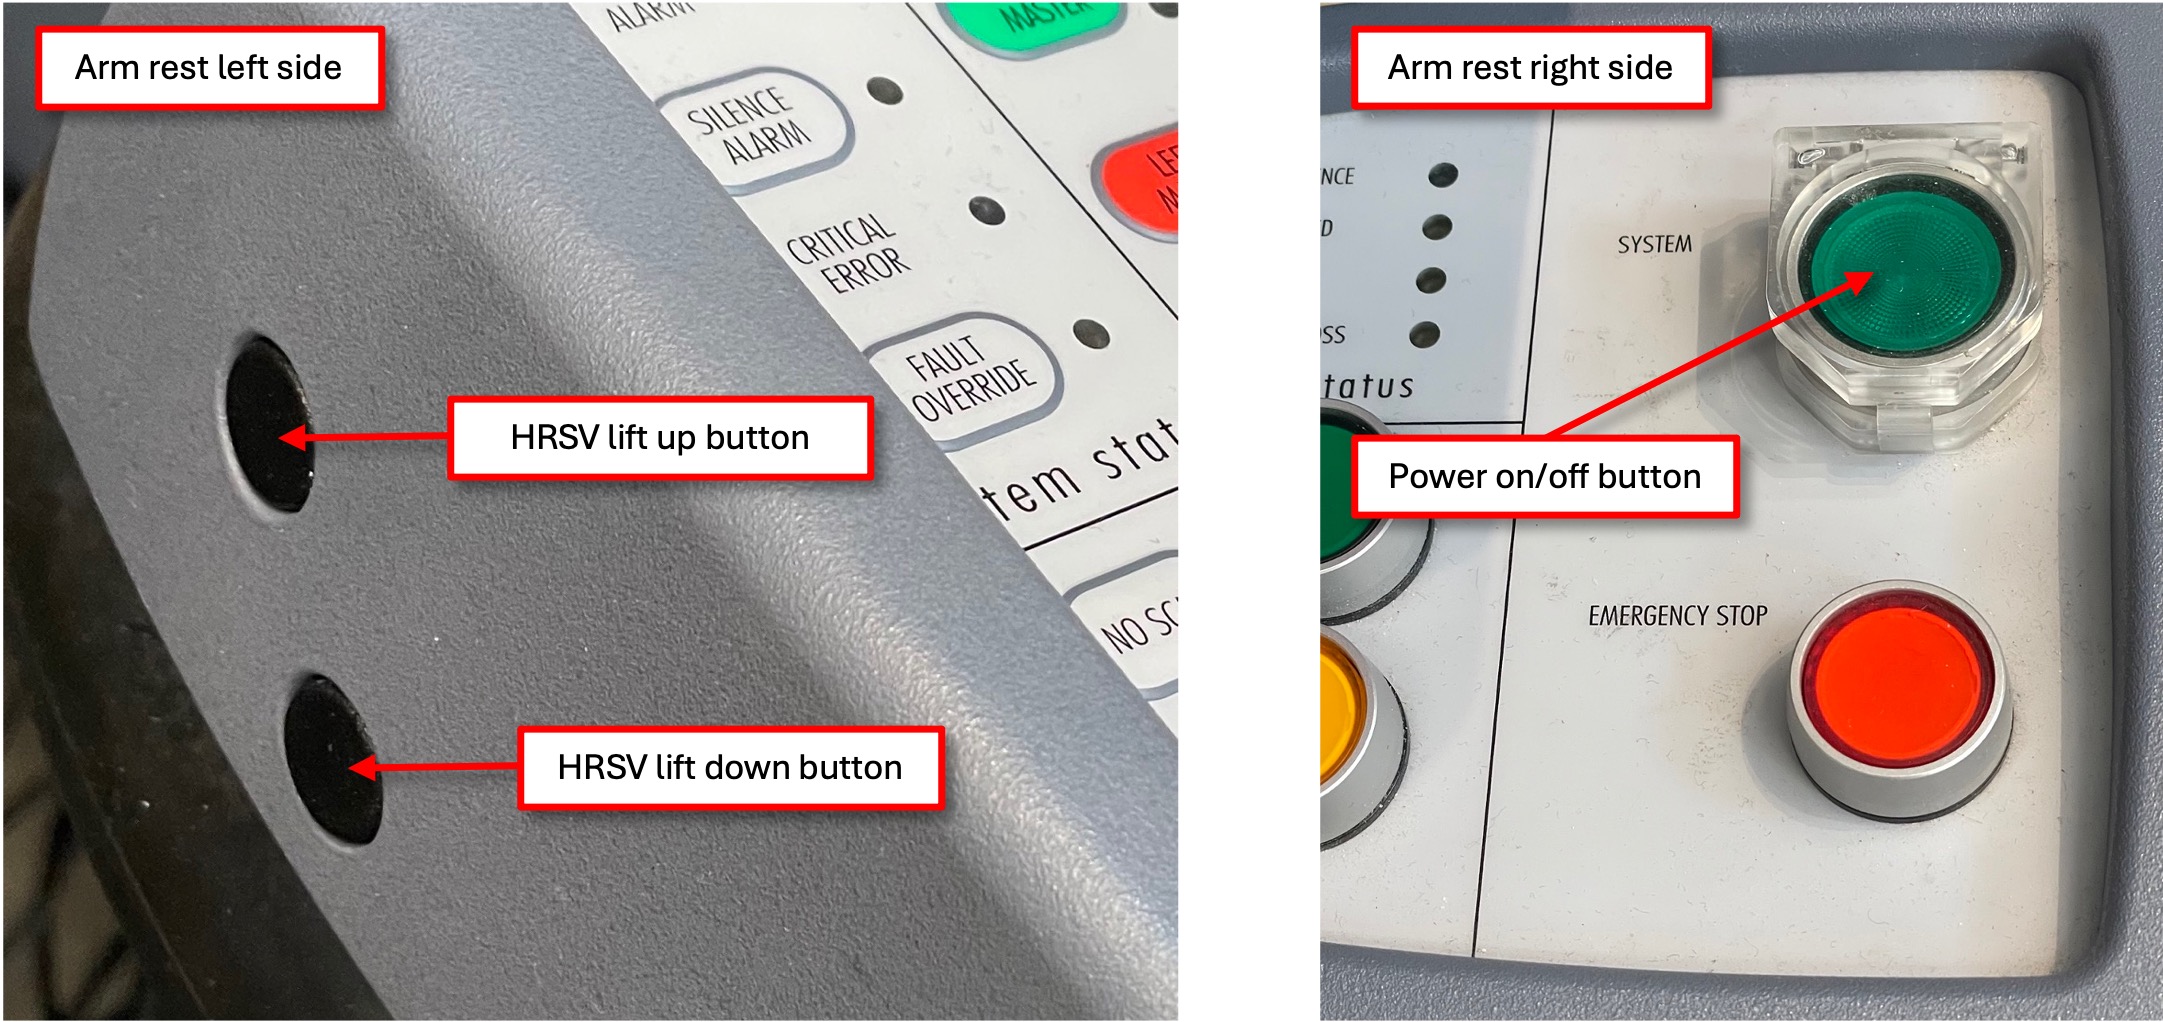 Arm rest left side
ALARM
MASTER
SILENCE
ALARM
CRITICAL
ERROR
FAULT
OVERRIDE
tem stat
NO SC
HRSV lift up button
HRSV lift down button
Arm rest right side
NCE
D
OSS
tatus
SYSTEM
Power on/off button
EMERGENCY STOP